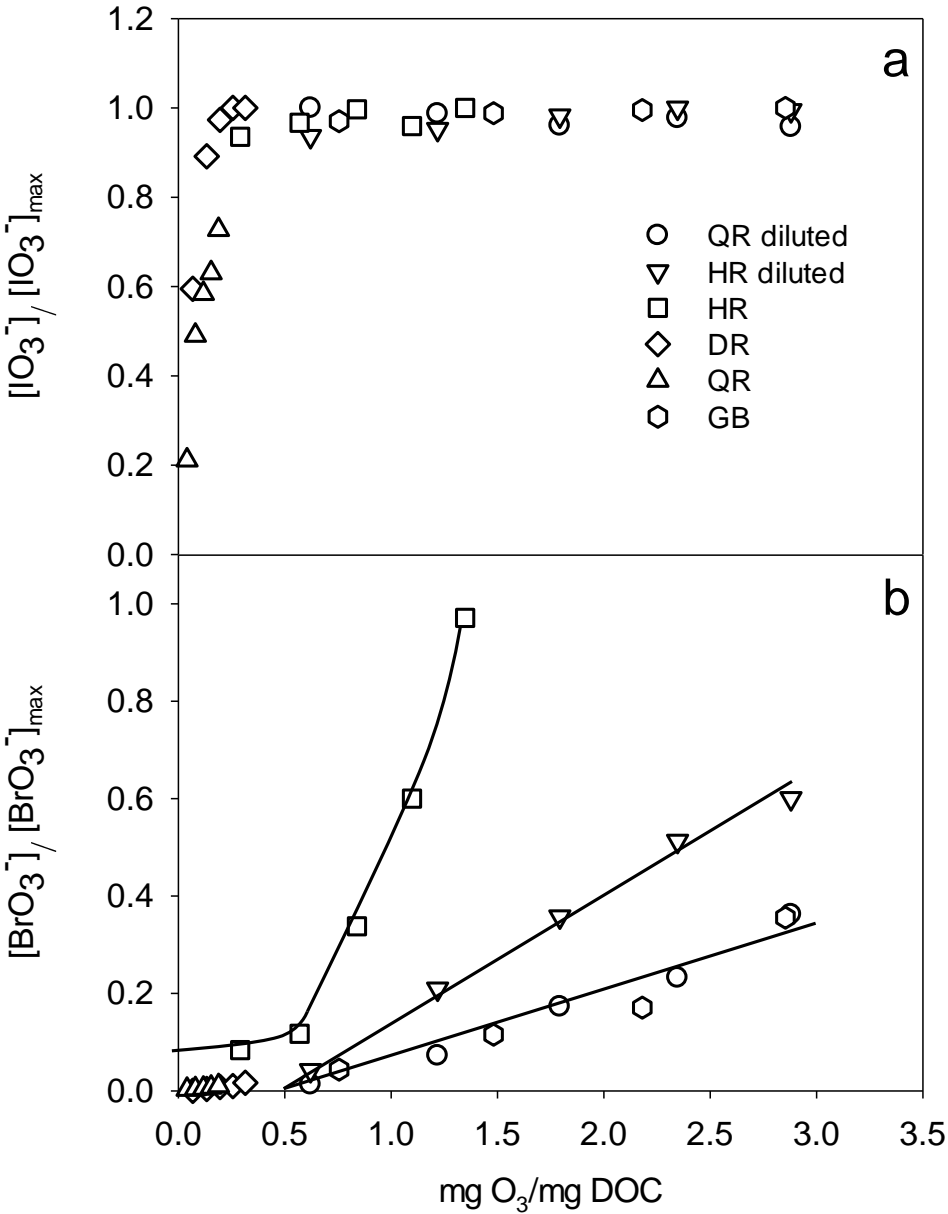 1.2
a
1.0
0.8
QR diluted
HR diluted
0.6
HR
DR
0.4
QR
GB
0.2
0.0
[IO₃⁻] / [IO₃⁻]max
b
1.0
0.8
0.6
0.4
0.2
0.0
[BrO₃⁻] / [BrO₃⁻]max
0.0 0.5 1.0 1.5 2.0 2.5 3.0 3.5
mg O₃/mg DOC